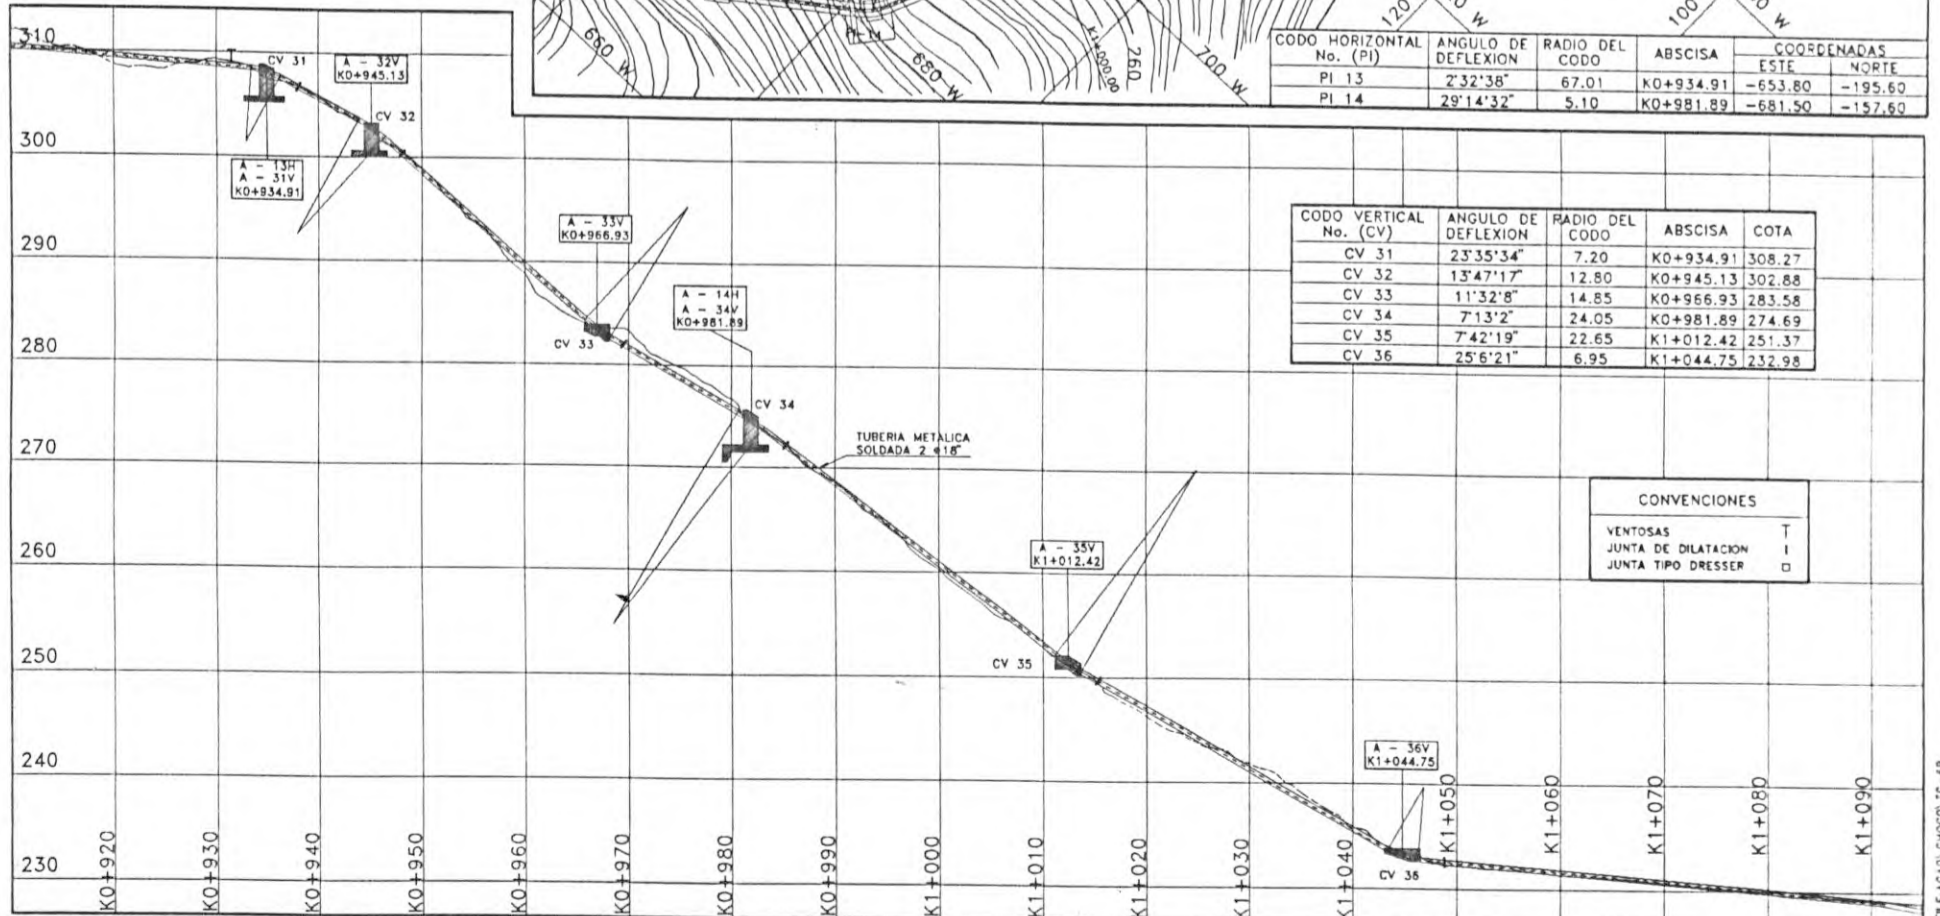 660 W
PI-14
680 W
K1+000.00
260
700 W
120
W
100
W
CODO HORIZONTAL No. (PI) | ANGULO DE DEFLEXION | RADIO DEL CODO | ABSCISA | COORDENADAS ESTE | NORTE
PI 13 | 2°32'38" | 67.01 | K0+934.91 | -653.80 | -195.60
PI 14 | 29°14'32" | 5.10 | K0+981.89 | -681.50 | -157.60
310
300
290
280
270
260
250
240
230
CV 31
A - 32V
K0+945.13
CV 32
A - 13H
A - 31V
K0+934.91
A - 33V
K0+966.93
CV 33
A - 14H
A - 34V
K0+981.89
CV 34
TUBERIA METALICA
SOLDADA 2 ø18"
A - 35V
K1+012.42
CV 35
A - 36V
K1+044.75
CV 36
CODO VERTICAL No. (CV) | ANGULO DE DEFLEXION | RADIO DEL CODO | ABSCISA | COTA
CV 31 | 23°35'34" | 7.20 | K0+934.91 | 308.27
CV 32 | 13°47'17" | 12.80 | K0+945.13 | 302.88
CV 33 | 11°32'8" | 14.85 | K0+966.93 | 283.58
CV 34 | 7°13'2" | 24.05 | K0+981.89 | 274.69
CV 35 | 7°42'19" | 22.65 | K1+012.42 | 251.37
CV 36 | 25°6'21" | 6.95 | K1+044.75 | 232.98
CONVENCIONES
VENTOSAS
JUNTA DE DILATACION
JUNTA TIPO DRESSER
K0+920
K0+930
K0+940
K0+950
K0+960
K0+970
K0+980
K0+990
K1+000
K1+010
K1+020
K1+030
K1+040
K1+050
K1+060
K1+070
K1+080
K1+090